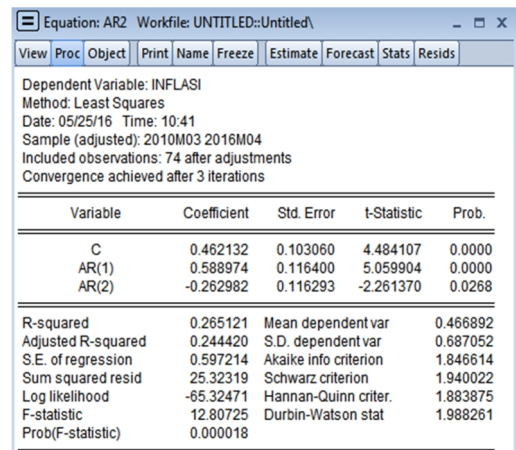 Equation: AR2 Workfile: UNTITLED::Untitled\
View Proc Object Print Name Freeze Estimate Forecast Stats Resids
Dependent Variable: INFLASI
Method: Least Squares
Date: 05/25/16 Time: 10:41
Sample (adjusted): 2010M03 2016M04
Included observations: 74 after adjustments
Convergence achieved after 3 iterations
Variable Coefficient Std. Error t-Statistic Prob.
C 0.462132 0.103060 4.484107 0.0000
AR(1) 0.588974 0.116400 5.059904 0.0000
AR(2) -0.262982 0.116293 -2.261370 0.0268
R-squared 0.265121 Mean dependent var 0.466892
Adjusted R-squared 0.244420 S.D. dependent var 0.687052
S.E. of regression 0.597214 Akaike info criterion 1.846614
Sum squared resid 25.32319 Schwarz criterion 1.940022
Log likelihood -65.32471 Hannan-Quinn criter. 1.883875
F-statistic 12.80725 Durbin-Watson stat 1.988261
Prob(F-statistic) 0.000018